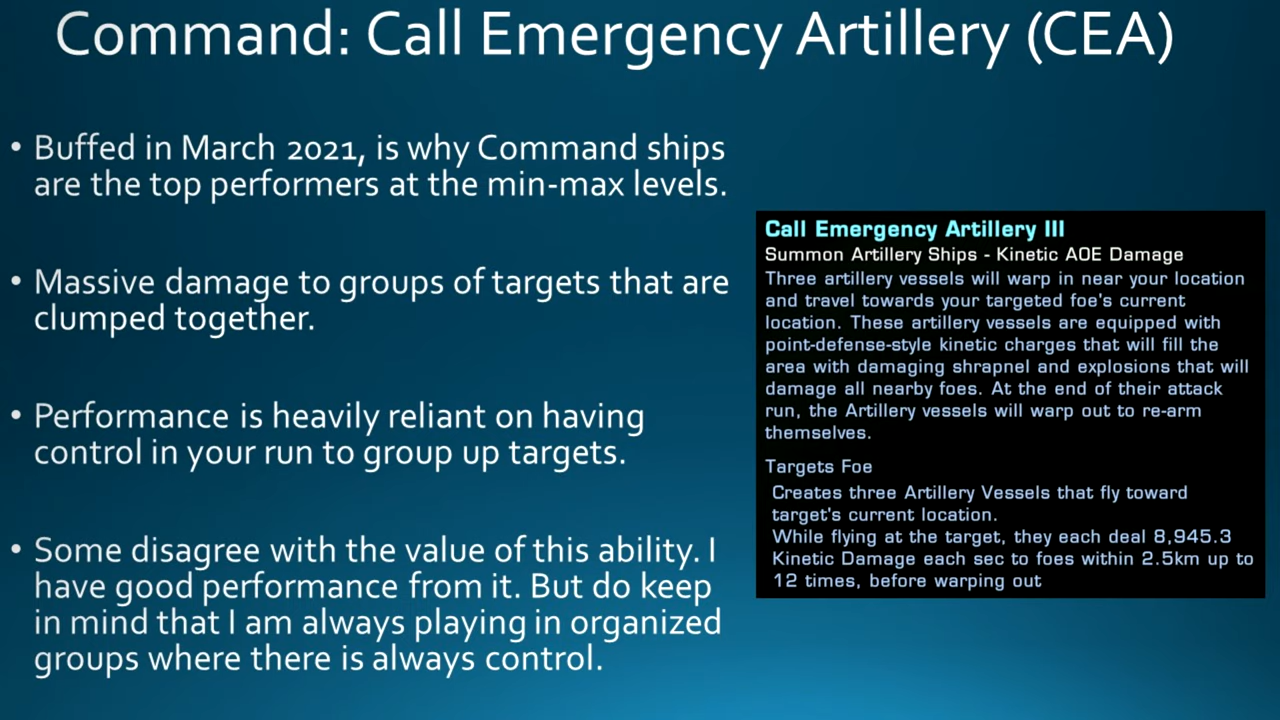 Command: Call Emergency Artillery (CEA)
• Buffed in March 2021, is why Command ships
are the top performers at the min-max levels.
• Massive damage to groups of targets that are
clumped together.
• Performance is heavily reliant on having
control in your run to group up targets.
• Some disagree with the value of this ability. I
have good performance from it. But do keep
in mind that I am always playing in organized
groups where there is always control.
Call Emergency Artillery III
Summon Artillery Ships - Kinetic AOE Damage
Three artillery vessels will warp in near your location
and travel towards your targeted foe's current
location. These artillery vessels are equipped with
point-defense-style kinetic charges that will fill the
area with damaging shrapnel and explosions that will
damage all nearby foes. At the end of their attack
run, the Artillery vessels will warp out to re-arm
themselves.
Targets Foe
Creates three Artillery Vessels that fly toward
target's current location.
While flying at the target, they each deal 8,945.3
Kinetic Damage each sec to foes within 2.5km up to
12 times, before warping out